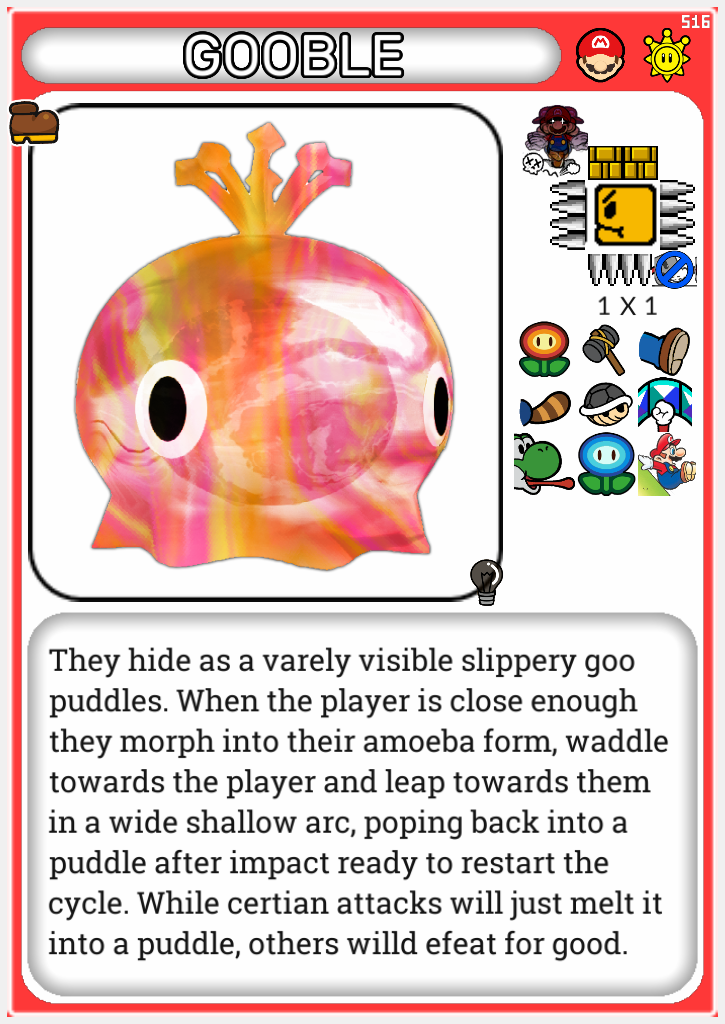 516
GOOBLE
1 X 1
They hide as a varely visible slippery goo
puddles. When the player is close enough
they morph into their amoeba form, waddle
towards the player and leap towards them
in a wide shallow arc, poping back into a
puddle after impact ready to restart the
cycle. While certian attacks will just melt it
into a puddle, others willd efeat for good.